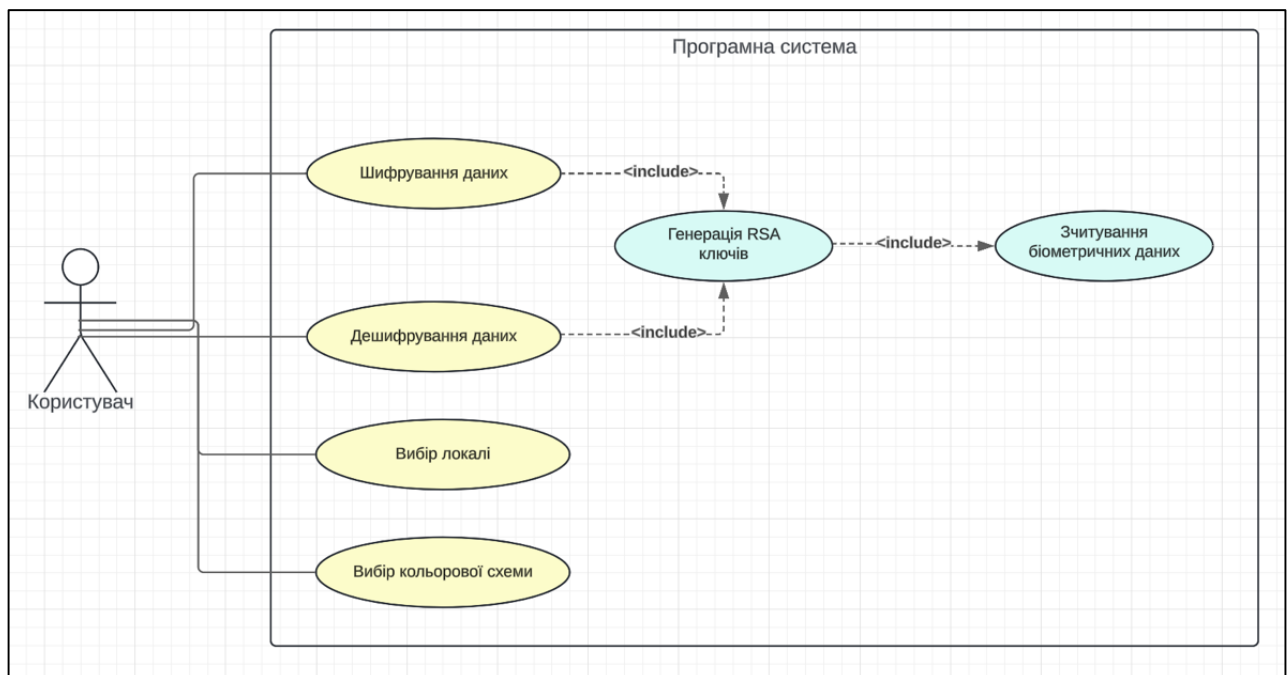 Програмна система
Шифрування даних
<include>
Генерація RSA
ключів
<include>
Зчитування
біометричних даних
Дешифрування даних
<include>
Користувач
Вибір локалі
Вибір кольорової схеми